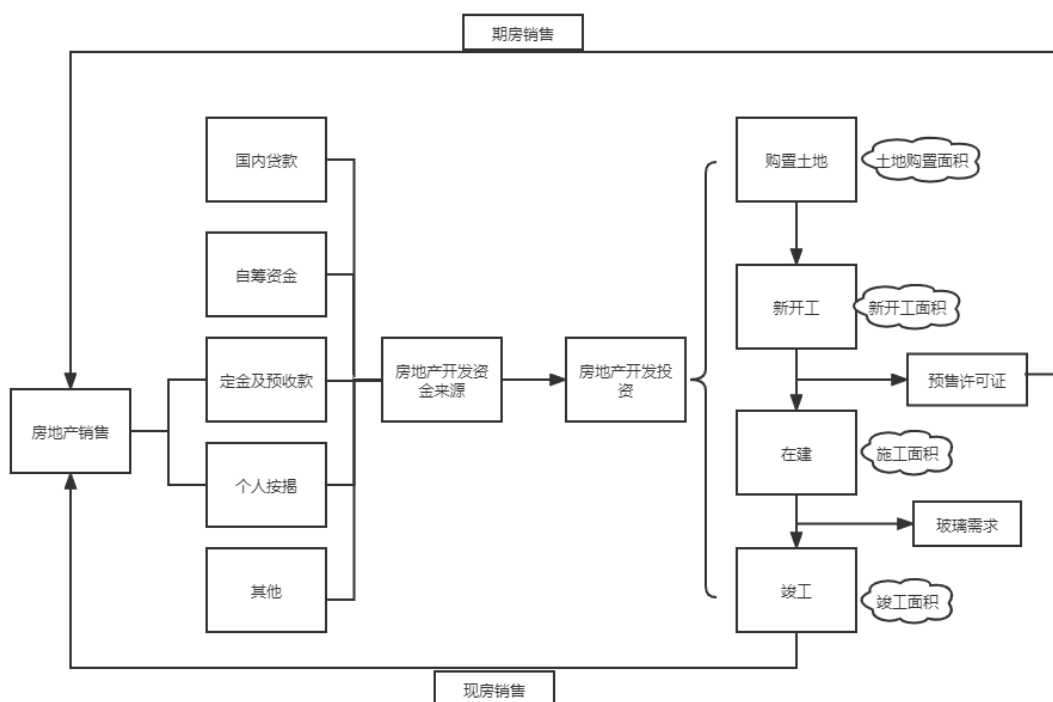 期房销售
国内贷款
购置土地
土地购置面积
自筹资金
新开工
新开工面积
定金及预收款
房地产开发资
金来源
房地产开发投
资
预售许可证
房地产销售
在建
施工面积
个人按揭
玻璃需求
其他
竣工
竣工面积
现房销售